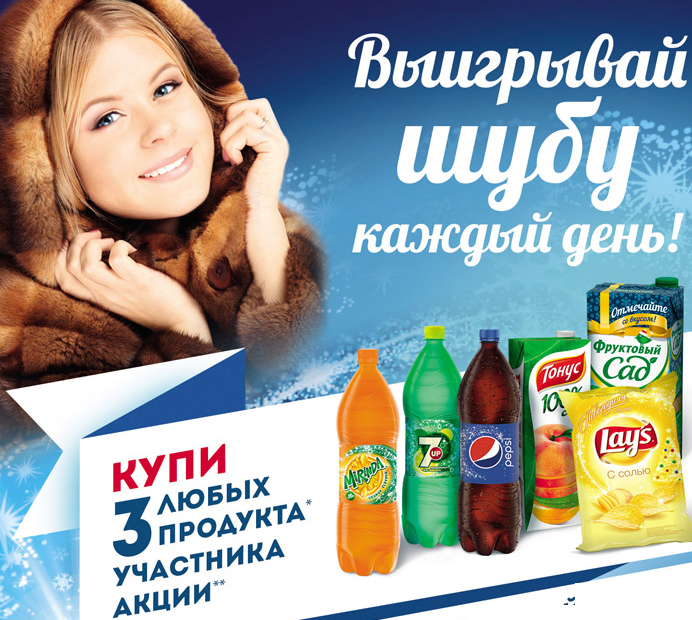 Выигрывай
шубу
каждый день!
КУПИ
3 ЛЮБЫХ
ПРОДУКТА*
УЧАСТНИКА
АКЦИИ**
MIRINDA
7UP
pepsi
Тонус
100%
Отмечайте
со вкусом!
Фруктовый
Сад
Lay's
С солью